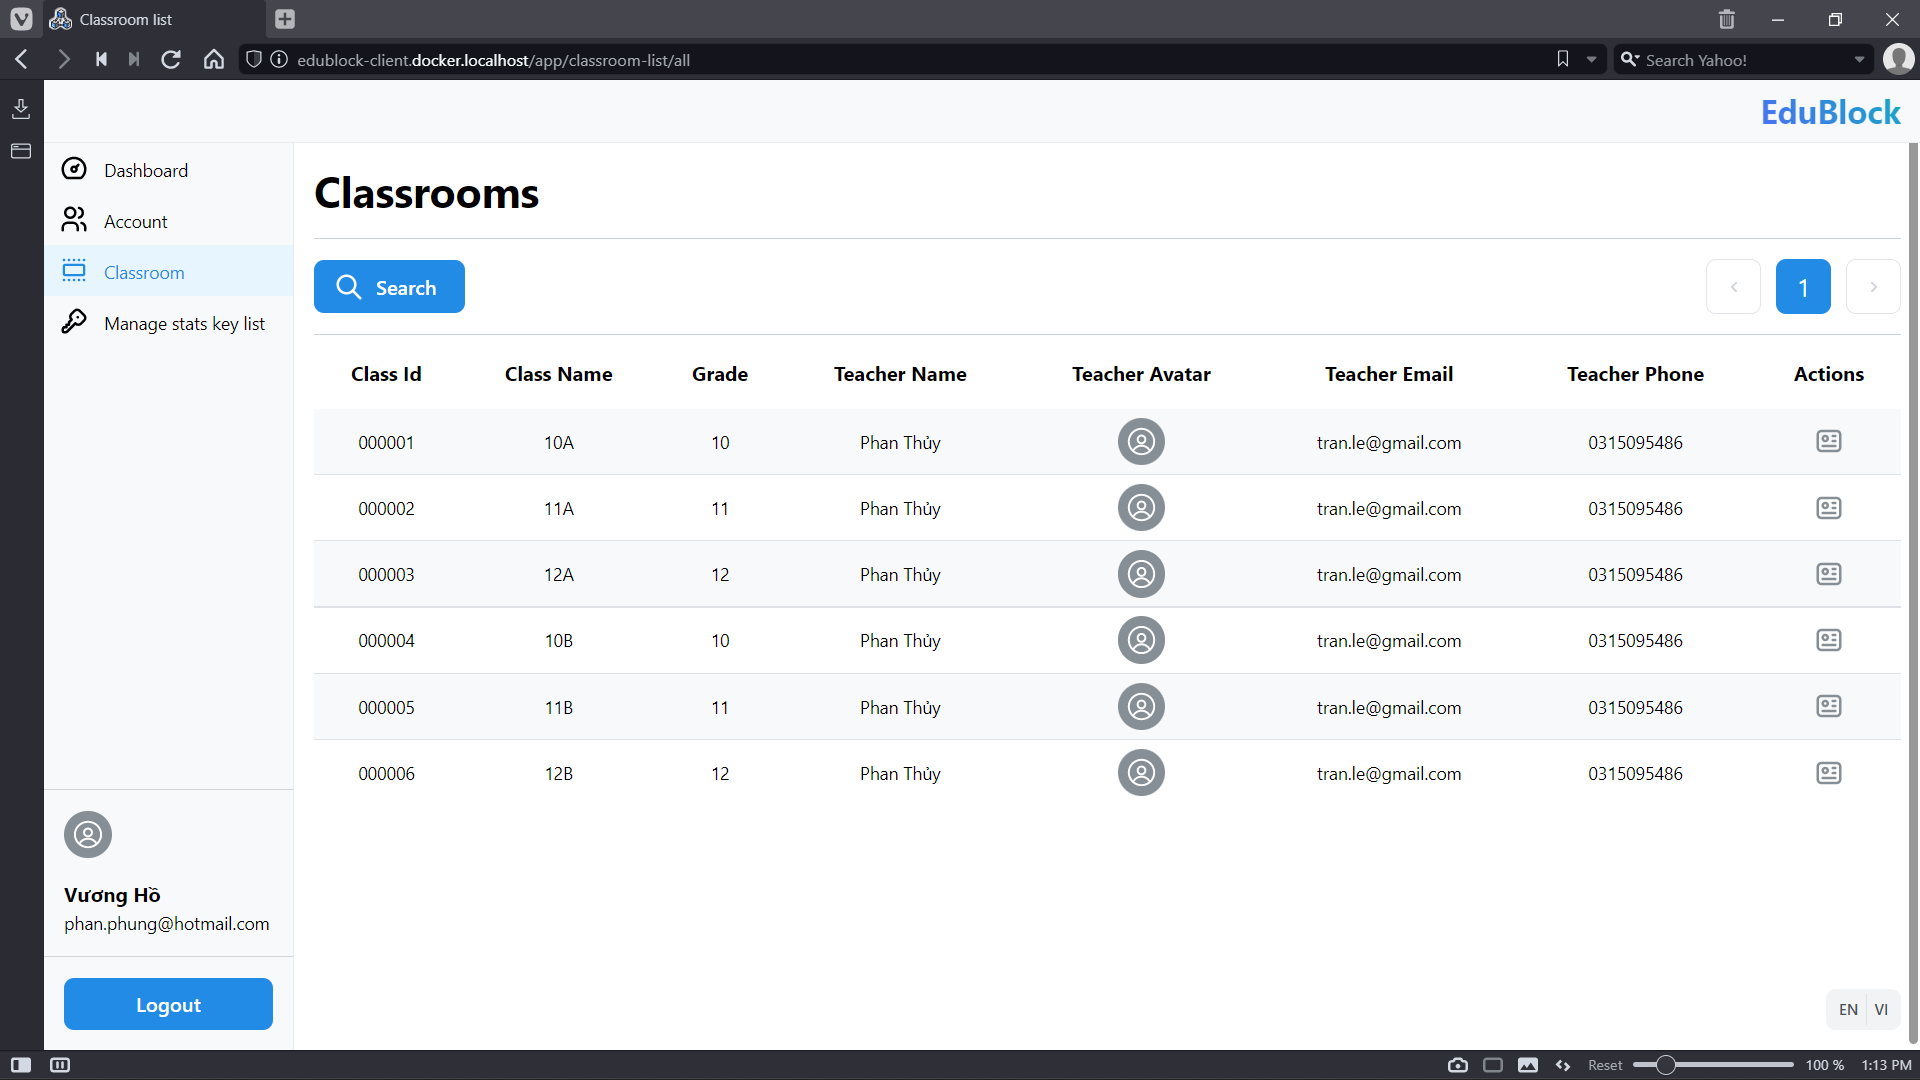 Classroom list
edublock-client.docker.localhost/app/classroom-list/all
Search Yahoo!
EduBlock
Dashboard
Account
Classroom
Manage stats key list
Classrooms
Search
1
Class Id Class Name Grade Teacher Name Teacher Avatar Teacher Email Teacher Phone Actions
000001 10A 10 Phan Thủy tran.le@gmail.com 0315095486
000002 11A 11 Phan Thủy tran.le@gmail.com 0315095486
000003 12A 12 Phan Thủy tran.le@gmail.com 0315095486
000004 10B 10 Phan Thủy tran.le@gmail.com 0315095486
000005 11B 11 Phan Thủy tran.le@gmail.com 0315095486
000006 12B 12 Phan Thủy tran.le@gmail.com 0315095486
Vương Hồ
phan.phung@hotmail.com
Logout
EN VI
Reset 100 % 1:13 PM